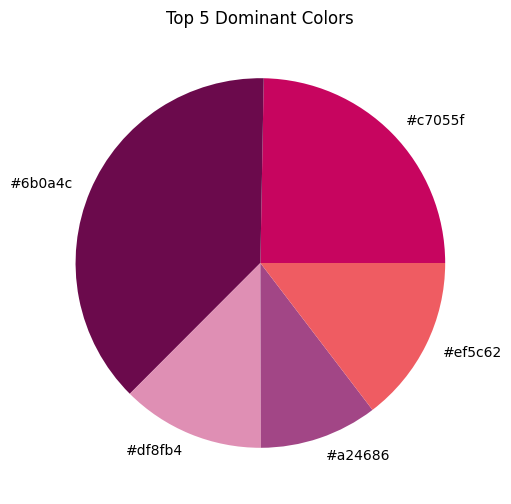 Top 5 Dominant Colors
#c7055f
#6b0a4c
#ef5c62
#df8fb4
#a24686